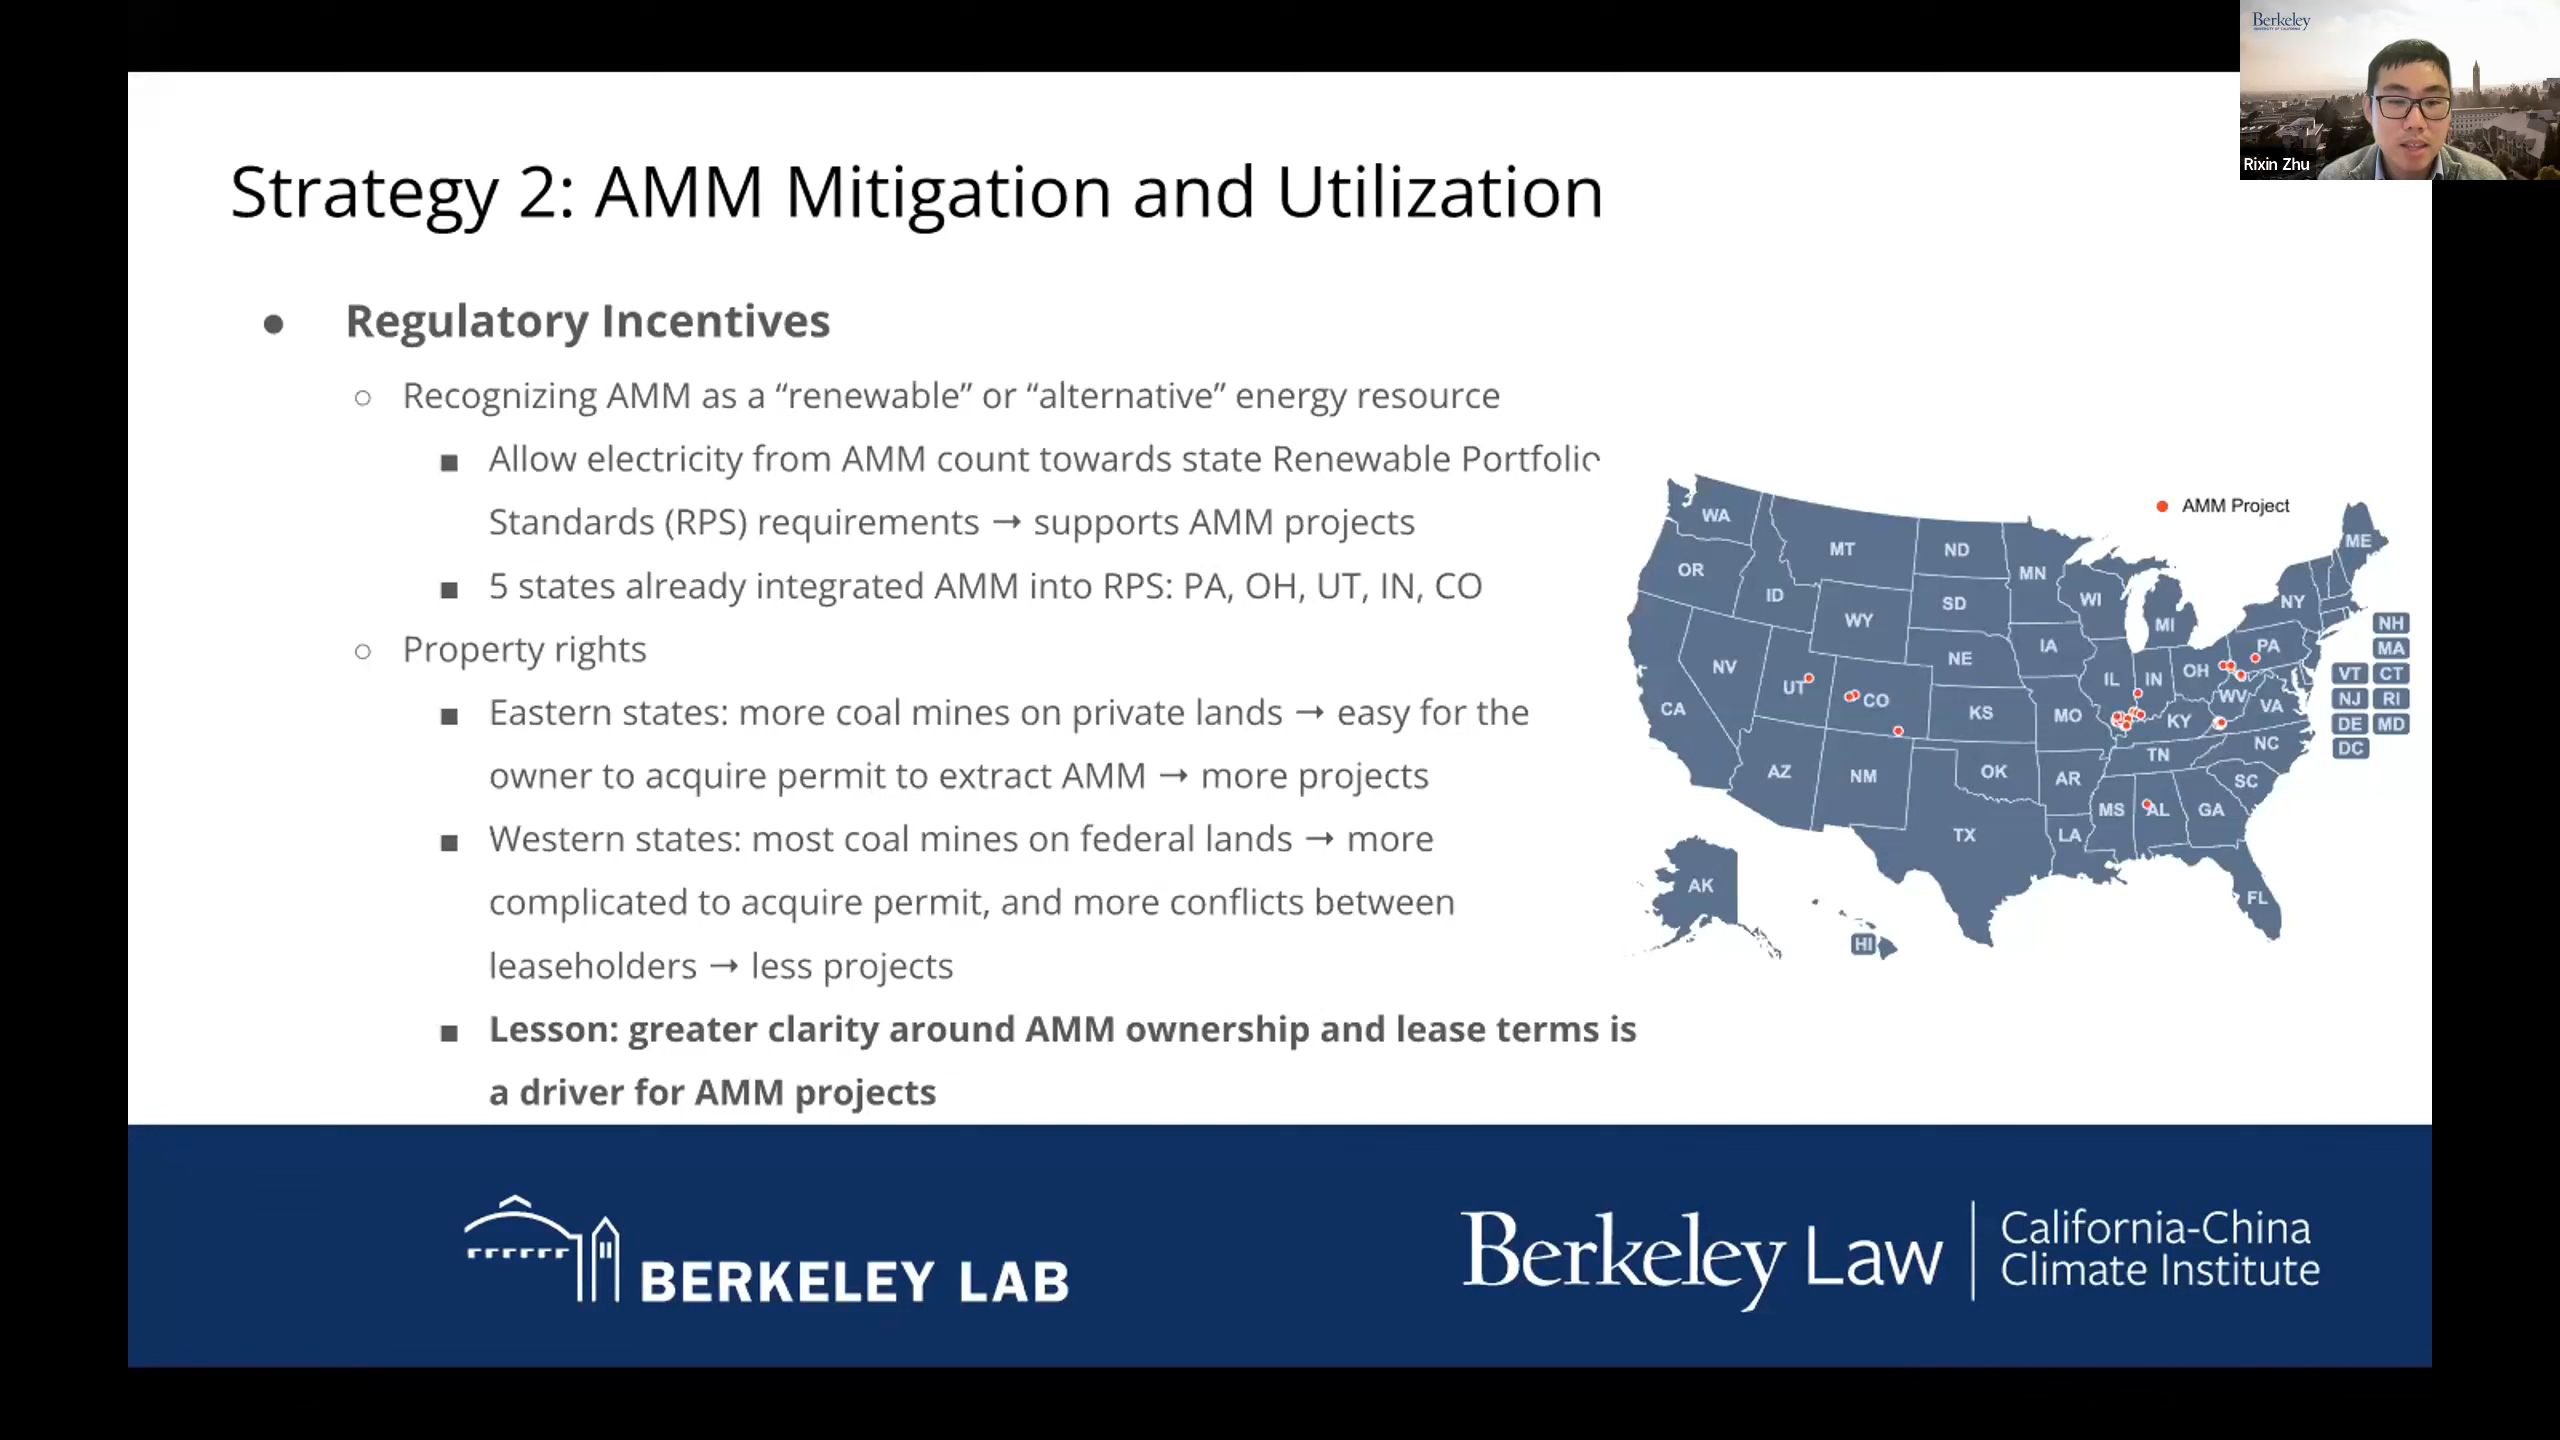 Berkeley
UNIVERSITY OF CALIFORNIA
Rixin Zhu
Strategy 2: AMM Mitigation and Utilization
● Regulatory Incentives
○ Recognizing AMM as a “renewable” or “alternative” energy resource
■ Allow electricity from AMM count towards state Renewable Portfolio
Standards (RPS) requirements → supports AMM projects
■ 5 states already integrated AMM into RPS: PA, OH, UT, IN, CO
○ Property rights
■ Eastern states: more coal mines on private lands → easy for the
owner to acquire permit to extract AMM → more projects
■ Western states: most coal mines on federal lands → more
complicated to acquire permit, and more conflicts between
leaseholders → less projects
■ Lesson: greater clarity around AMM ownership and lease terms is
a driver for AMM projects
AMM Project
WA
MT
ND
MN
ME
OR
ID
SD
WI
NY
WY
MI
NH
IA
PA
MA
NV
NE
OH
UT
CO
IL
IN
VT
CT
WV
NJ
RI
CA
KS
MO
KY
VA
DE
MD
NC
DC
TN
AZ
NM
OK
AR
SC
MS
AL
GA
TX
LA
AK
FL
HI
BERKELEY LAB
Berkeley Law
California-China
Climate Institute